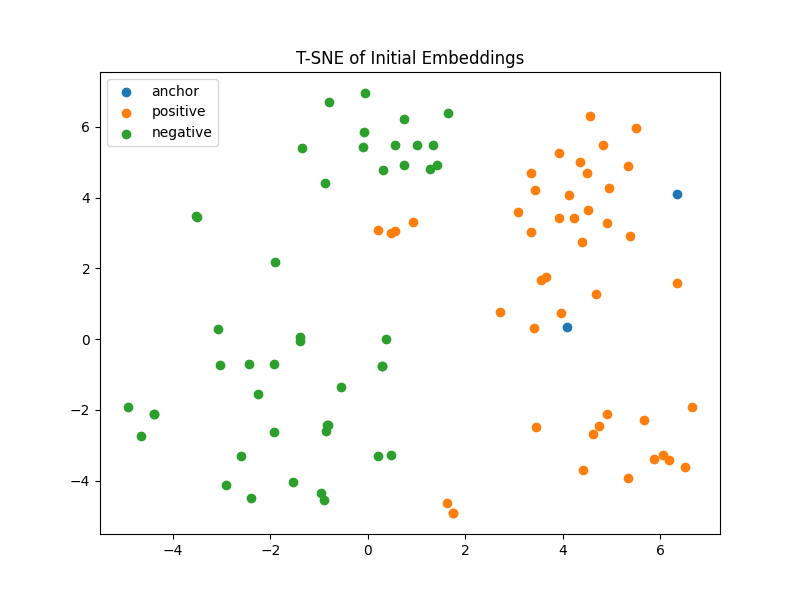 T-SNE of Initial Embeddings
anchor
positive
negative
6
4
2
0
−2
−4
−4 −2 0 2 4 6